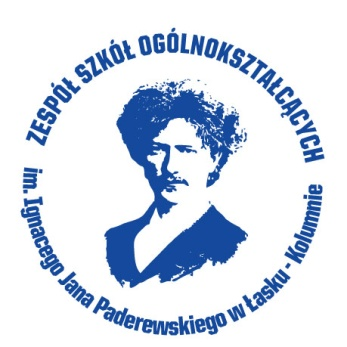 ZESPÓŁ SZKÓŁ OGÓLNOKSZTAŁCĄCYCH
im. Ignacego Jana Paderewskiego w Łasku - Kolumnie